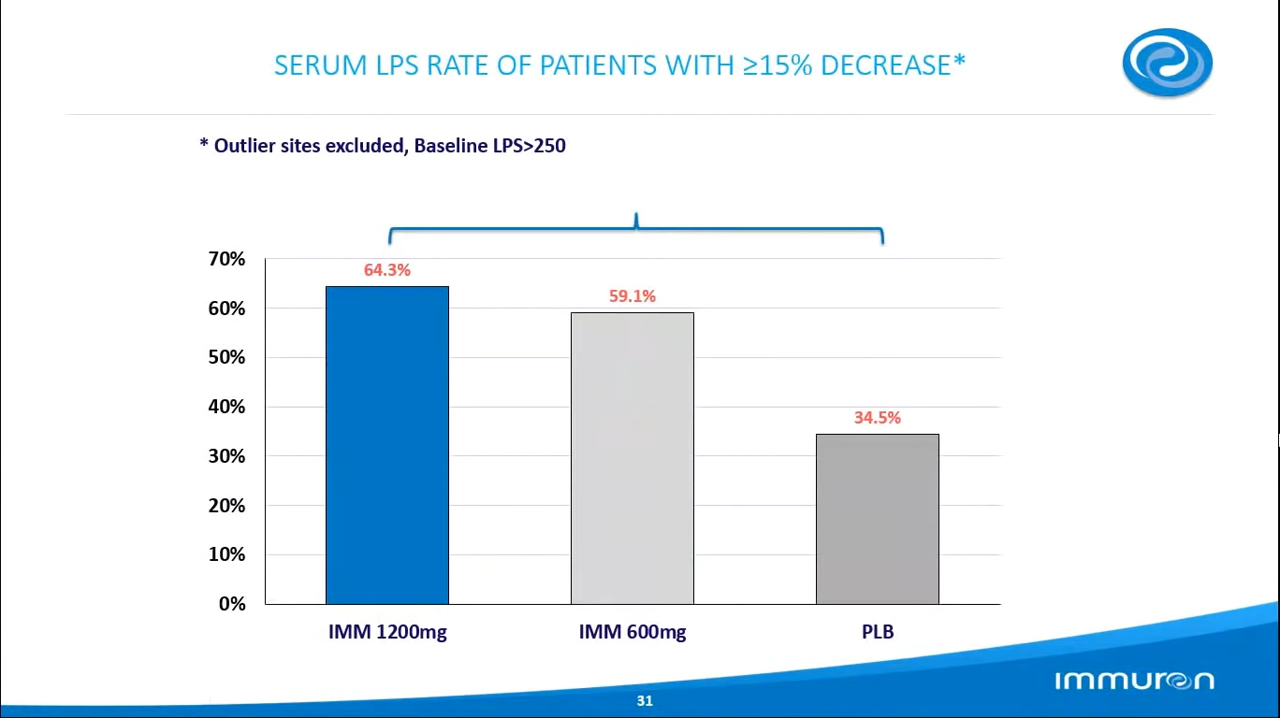 SERUM LPS RATE OF PATIENTS WITH ≥15% DECREASE*
* Outlier sites excluded, Baseline LPS>250
70%
64.3%
60%
59.1%
50%
40%
34.5%
30%
20%
10%
0%
IMM 1200mg
IMM 600mg
PLB
immuron
31